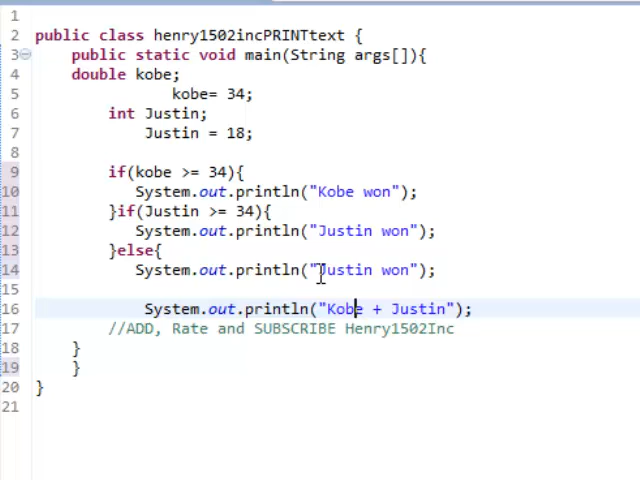 1
2 public class henry1502incPRINTtext {
3 public static void main(String args[]){
4 double kobe;
5 kobe= 34;
6 int Justin;
7 Justin = 18;
8
9 if(kobe >= 34){
10 System.out.println("Kobe won");
11 }if(Justin >= 34){
12 System.out.println("Justin won");
13 }else{
14 System.out.println("Justin won");
15
16 System.out.println("Kobe + Justin");
17 //ADD, Rate and SUBSCRIBE Henry1502Inc
18 }
19 }
20 }
21